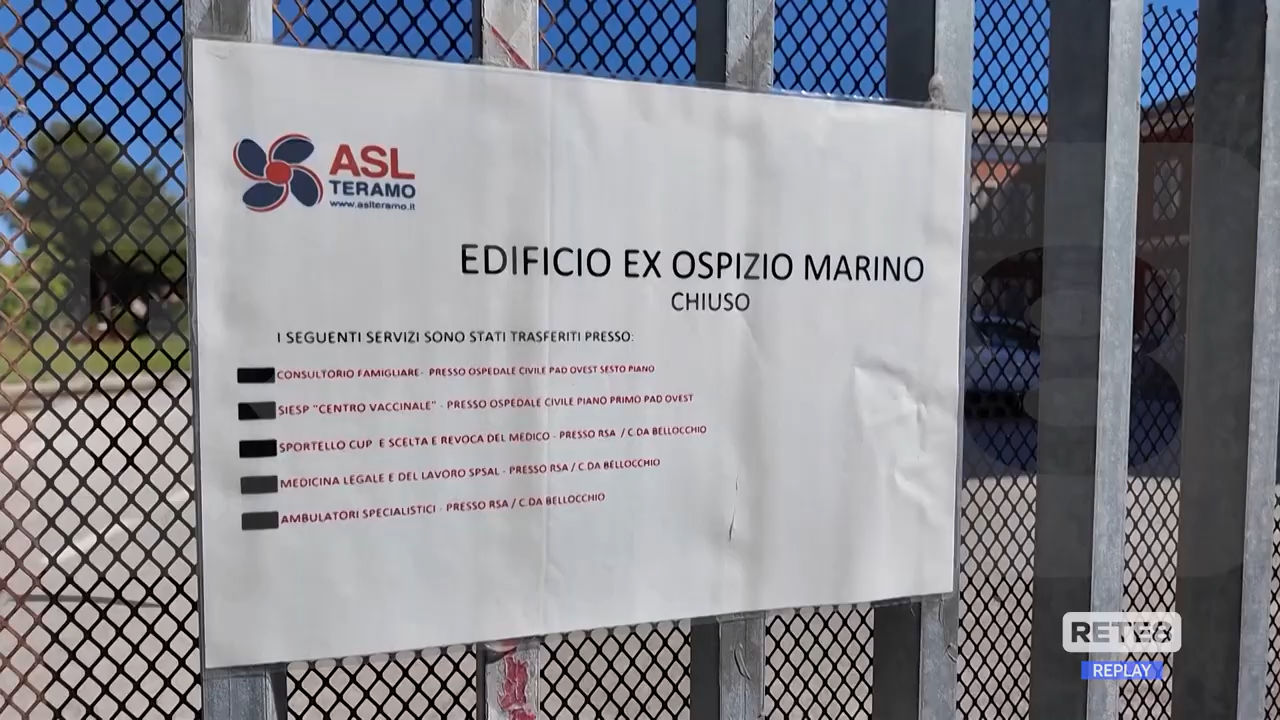 ASL
TERAMO
www.aslteramo.it
EDIFICIO EX OSPIZIO MARINO
CHIUSO
I SEGUENTI SERVIZI SONO STATI TRASFERITI PRESSO:
CONSULTORIO FAMIGLIARE- PRESSO OSPEDALE CIVILE PAD OVEST SESTO PIANO
SIESP "CENTRO VACCINALE" - PRESSO OSPEDALE CIVILE PIANO PRIMO PAD OVEST
SPORTELLO CUP E SCELTA E REVOCA DEL MEDICO - PRESSO RSA / C.DA BELLOCCHIO
MEDICINA LEGALE E DEL LAVORO SPSAL - PRESSO RSA / C.DA BELLOCCHIO
AMBULATORI SPECIALISTICI - PRESSO RSA / C.DA BELLOCCHIO
RETE8
REPLAY